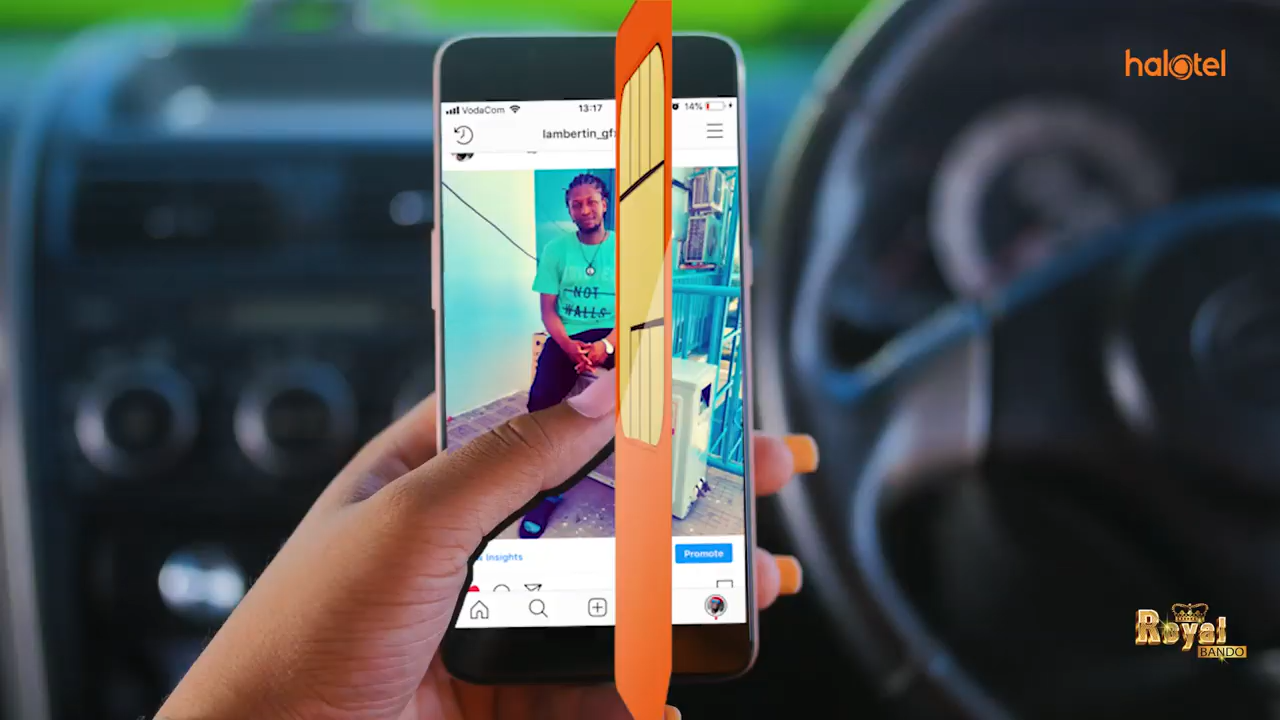 halotel
VodaCom
13:17
14%
lambertin_gf
NOT
WALLS
Insights
Promote
Royal
BANDO